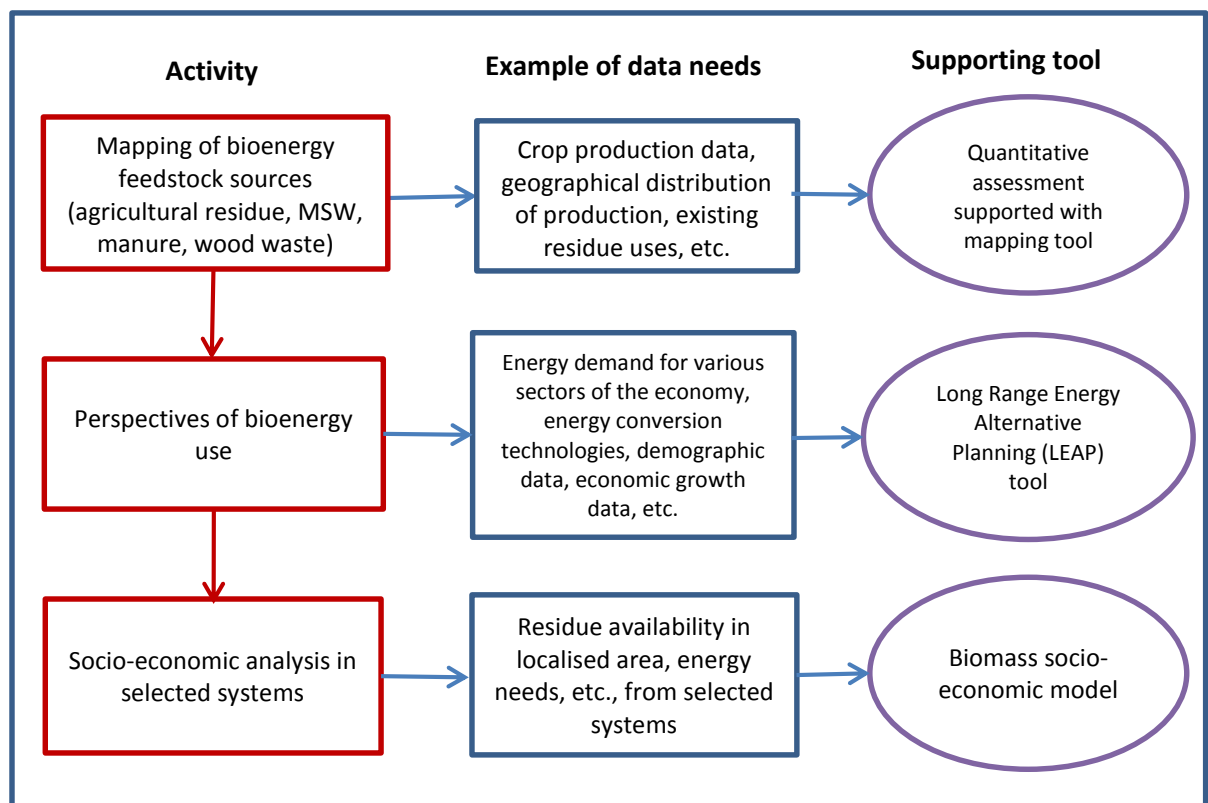 Activity
Example of data needs
Supporting tool
Mapping of bioenergy
feedstock sources
(agricultural residue, MSW,
manure, wood waste)
Crop production data,
geographical distribution
of production, existing
residue uses, etc.
Quantitative
assessment
supported with
mapping tool
Perspectives of bioenergy
use
Energy demand for various
sectors of the economy,
energy conversion
technologies, demographic
data, economic growth
data, etc.
Long Range Energy
Alternative
Planning (LEAP)
tool
Socio-economic analysis in
selected systems
Residue availability in
localised area, energy
needs, etc., from selected
systems
Biomass socio-
economic model